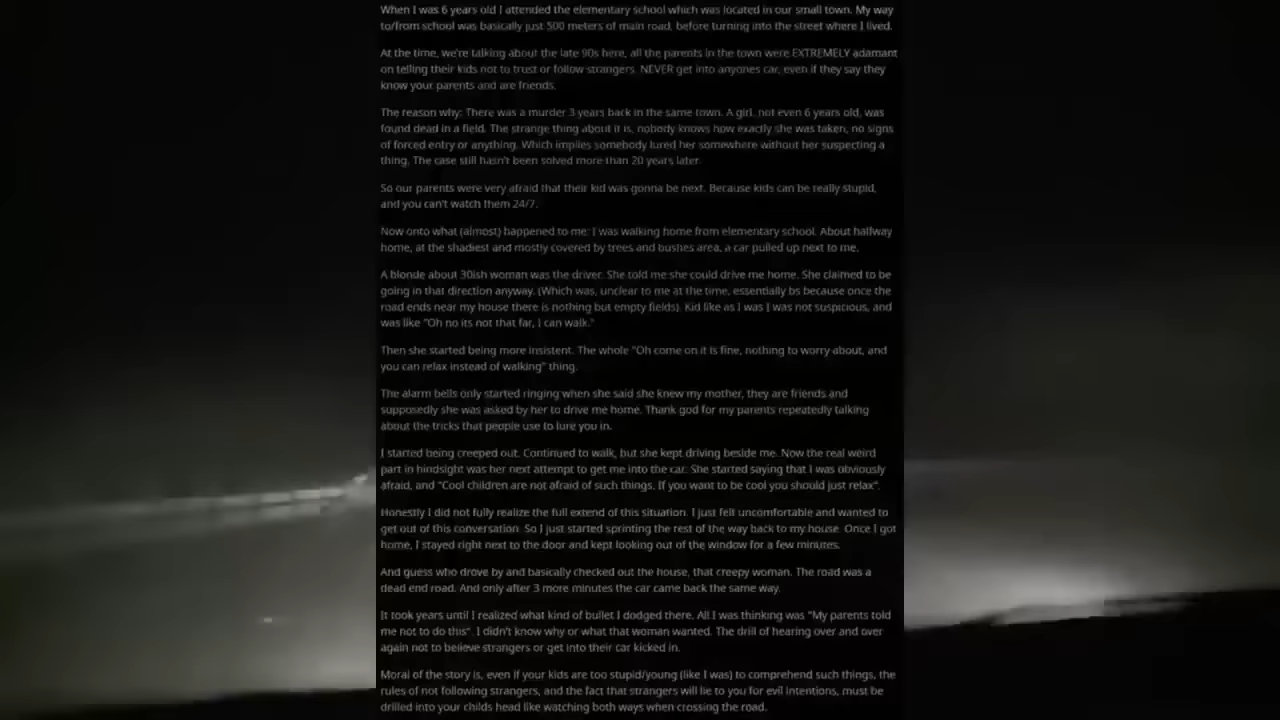 When I was 6 years old I attended the elementary school which was located in our small town. My way
to/from school was basically just 500 meters of main road, before turning into the street where I lived.
At the time, we're talking about the late 90s here, all the parents in the town were EXTREMELY adamant
on telling their kids not to trust or follow strangers. NEVER get into anyones car, even if they say they
know your parents and are friends.
The reason why: There was a murder 3 years back in the same town. A girl, not even 6 years old, was
found dead in a field. The strange thing about it is, nobody knows how exactly she was taken, no signs
of forced entry or anything. Which implies somebody lured her somewhere without her suspecting a
thing. The case still hasn't been solved more than 20 years later.
So our parents were very afraid that their kid was gonna be next. Because kids can be really stupid,
and you can't watch them 24/7.
Now onto what (almost) happened to me: I was walking home from elementary school. About halfway
home, at the shadiest and mostly covered by trees and bushes area, a car pulled up next to me.
A blonde about 30ish woman was the driver. She told me she could drive me home. She claimed to be
going in that direction anyway. (Which was, unclear to me at the time, essentially bs because once the
road ends near my house there is nothing but empty fields). Kid like as I was I was not suspicious, and
was like "Oh no its not that far, I can walk."
Then she started being more insistent. The whole "Oh come on it is fine, nothing to worry about, and
you can relax instead of walking" thing.
The alarm bells only started ringing when she said she knew my mother, they are friends and
supposedly she was asked by her to drive me home. Thank god for my parents repeatedly talking
about the tricks that people use to lure you in.
I started being creeped out. Continued to walk, but she kept driving beside me. Now the real weird
part in hindsight was her next attempt to get me into the car. She started saying that I was obviously
afraid, and "Cool children are not afraid of such things. If you want to be cool you should just relax".
Honestly I did not fully realize the full extend of this situation. I just felt uncomfortable and wanted to
get out of this conversation. So I just started sprinting the rest of the way back to my house. Once I got
home, I stayed right next to the door and kept looking out of the window for a few minutes.
And guess who drove by and basically checked out the house, that creepy woman. The road was a
dead end road. And only after 3 more minutes the car came back the same way.
It took years until I realized what kind of bullet I dodged there. All I was thinking was "My parents told
me not to do this". I didn't know why or what that woman wanted. The drill of hearing over and over
again not to believe strangers or get into their car kicked in.
Moral of the story is, even if your kids are too stupid/young (like I was) to comprehend such things, the
rules of not following strangers, and the fact that strangers will lie to you for evil intentions, must be
drilled into your childs head like watching both ways when crossing the road.